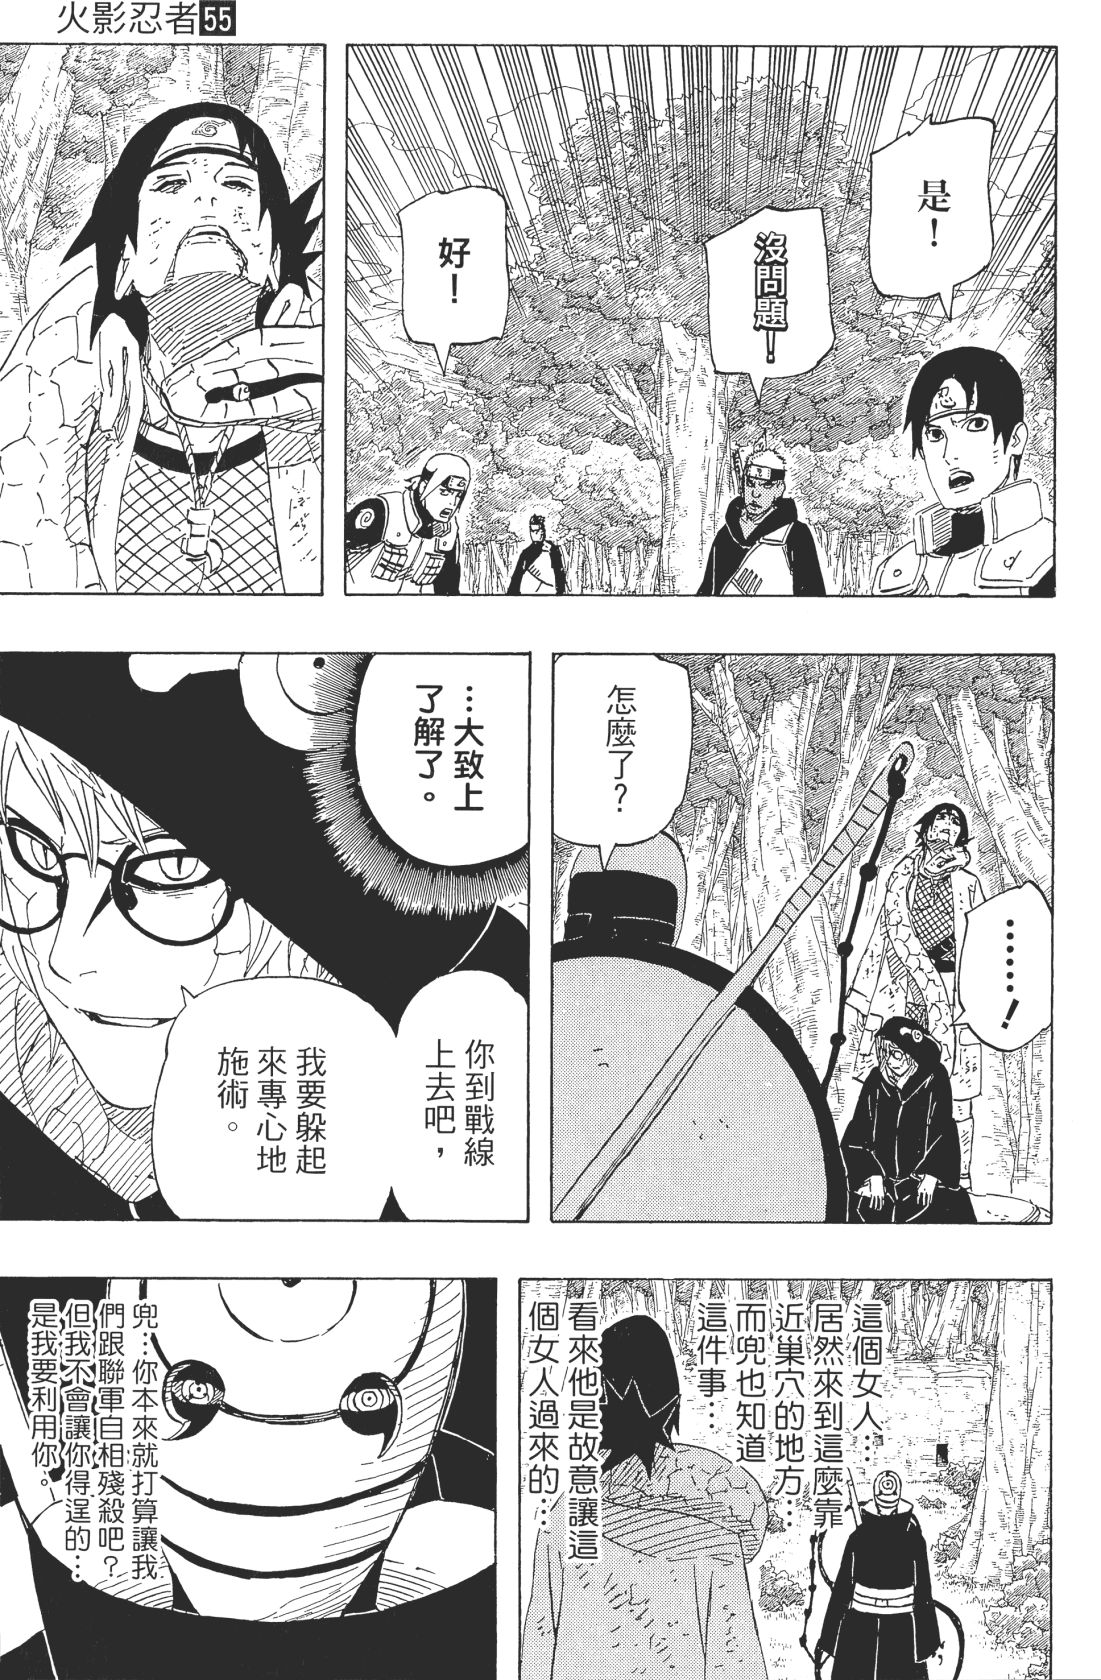 火影忍者55
是！
沒問題！
好！
怎麼了？
……！
…大致上
了解了。
你到戰線
上去吧，
我要躲起
來專心地
施術。
這個女人…
居然來到這麼靠
近巢穴的地方…
而兜也知道
這件事…
看來他是故意讓這
個女人過來的…
兜…你本來就打算讓我
們跟聯軍自相殘殺吧？
但我不會讓你得逞的…
是我要利用你。